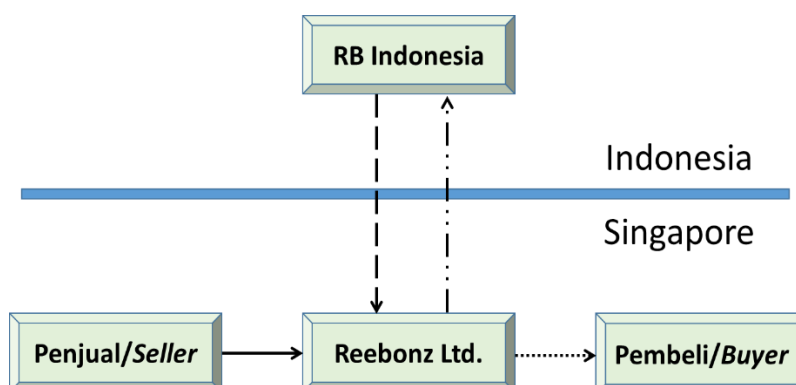 RB Indonesia
Indonesia
Singapore
Penjual/Seller
Reebonz Ltd.
Pembeli/Buyer